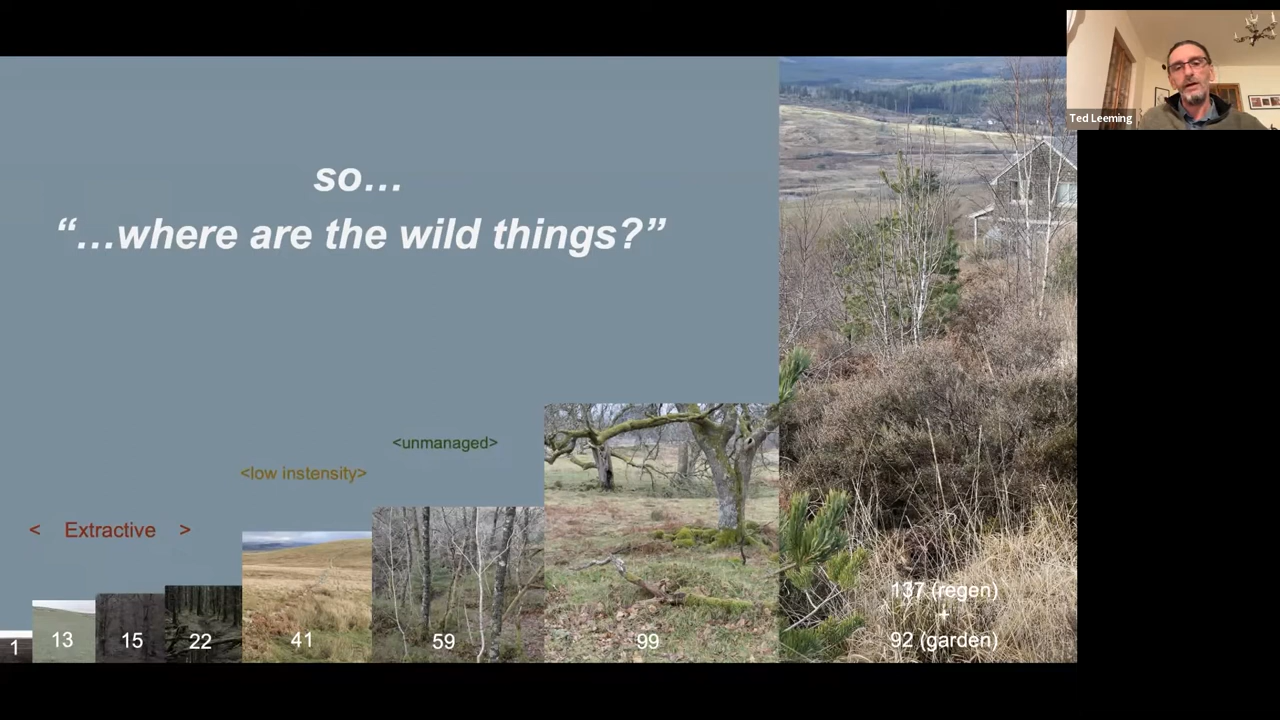 Ted Leeming
so…
“…where are the wild things?”
<unmanaged>
<low instensity>
< Extractive >
1
13
15
22
41
59
99
137 (regen)
+
92 (garden)